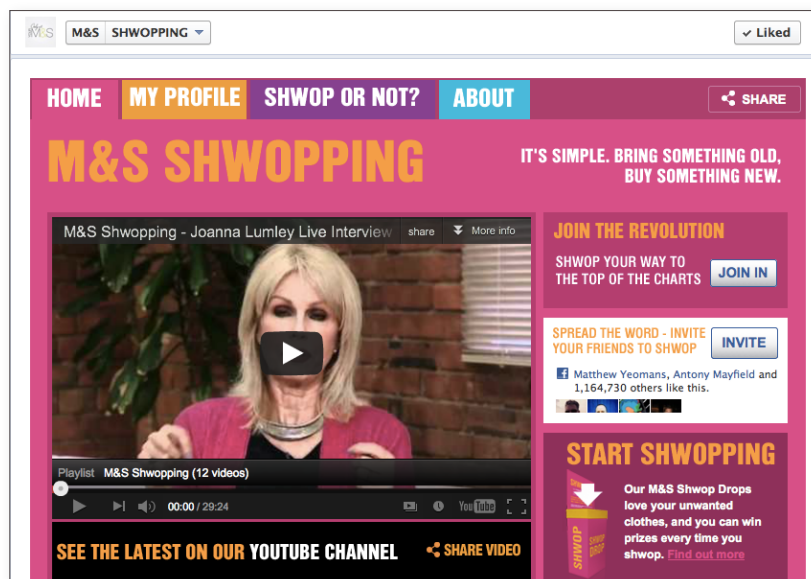 M&S
M&S SHWOPPING
Liked
HOME MY PROFILE SHWOP OR NOT? ABOUT
SHARE
M&S SHWOPPING
IT'S SIMPLE. BRING SOMETHING OLD,
BUY SOMETHING NEW.
M&S Shwopping - Joanna Lumley Live Interview share More info
Playlist M&S Shwopping (12 videos)
00:00 / 29:24
YouTube
SEE THE LATEST ON OUR YOUTUBE CHANNEL
SHARE VIDEO
JOIN THE REVOLUTION
SHWOP YOUR WAY TO
THE TOP OF THE CHARTS
JOIN IN
SPREAD THE WORD - INVITE
YOUR FRIENDS TO SHWOP
INVITE
Matthew Yeomans, Antony Mayfield and
1,164,730 others like this.
START SHWOPPING
SHWOP
SHWOP
DROP
Our M&S Shwop Drops
love your unwanted
clothes, and you can win
prizes every time you
shwop. Find out more